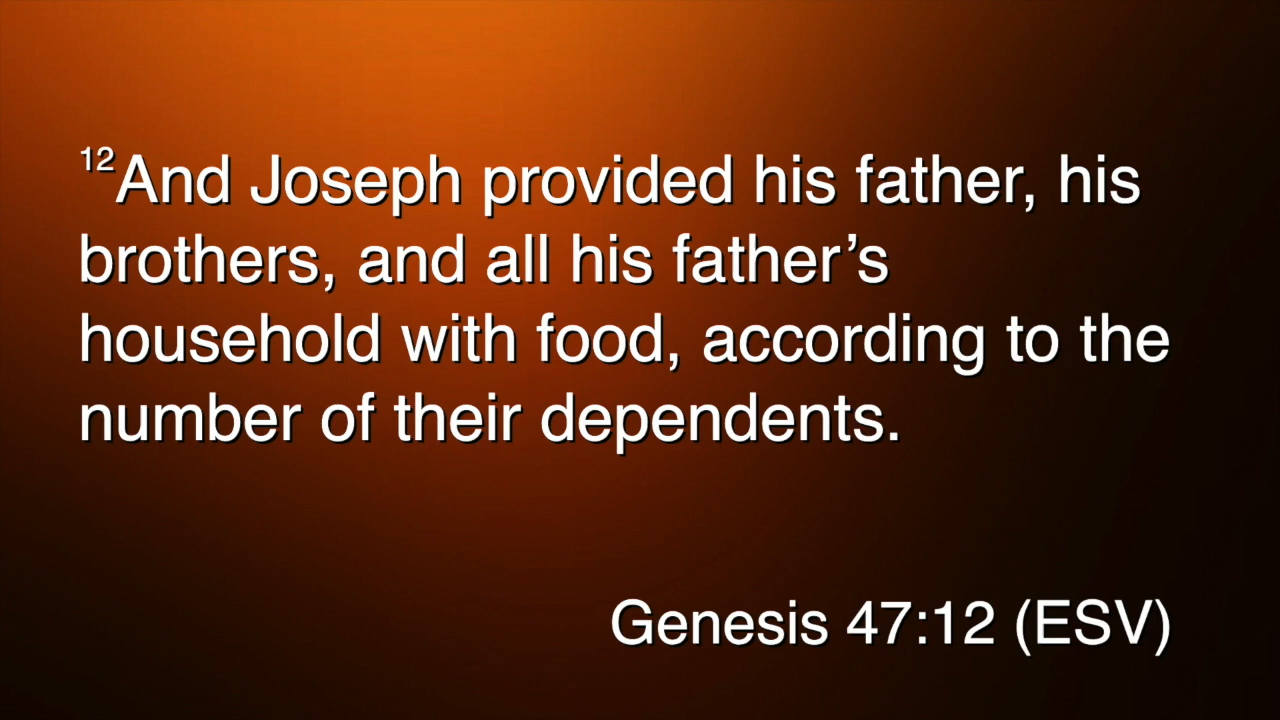 12And Joseph provided his father, his
brothers, and all his father’s
household with food, according to the
number of their dependents.
Genesis 47:12 (ESV)